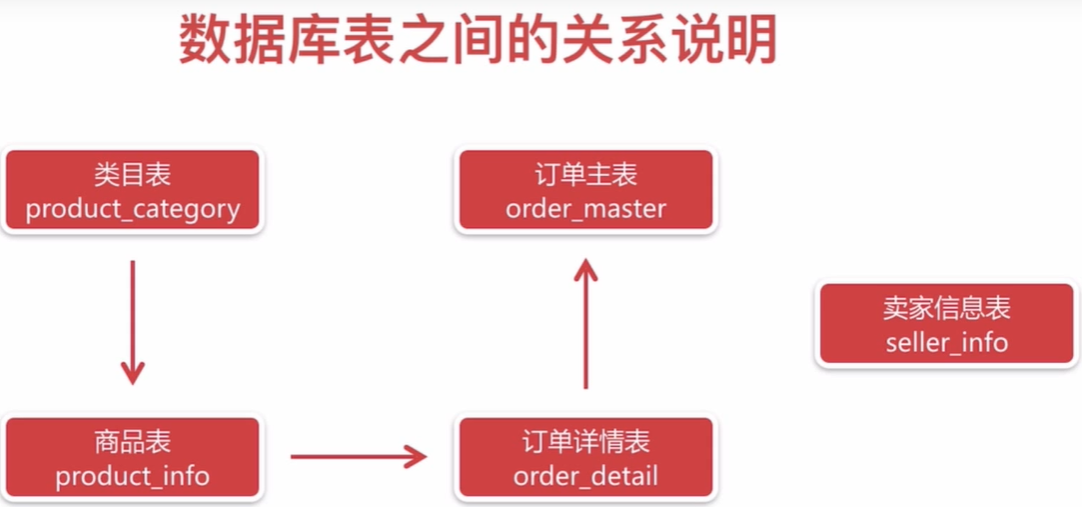 数据库表之间的关系说明
类目表
product_category
订单主表
order_master
卖家信息表
seller_info
商品表
product_info
订单详情表
order_detail